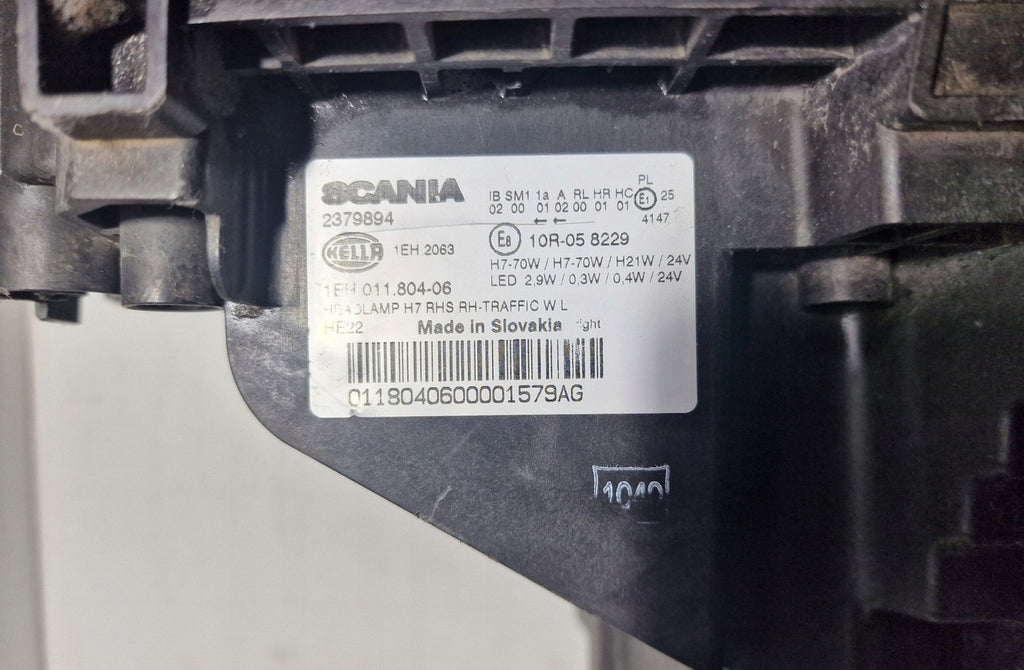 SCANIA
2379894
HELLA 1EH 2063
1EH 011.804-06
HEADLAMP H7 RHS RH-TRAFFIC W L
HE22 Made in Slovakia right
0118040600001579AG
IB SM1 1a A RL HR HC PL
02 00 01 02 00 01 01 E1 25
4147
E8 10R-05 8229
H7-70W / H7-70W / H21W / 24V
LED 2,9W / 0,3W / 0,4W / 24V